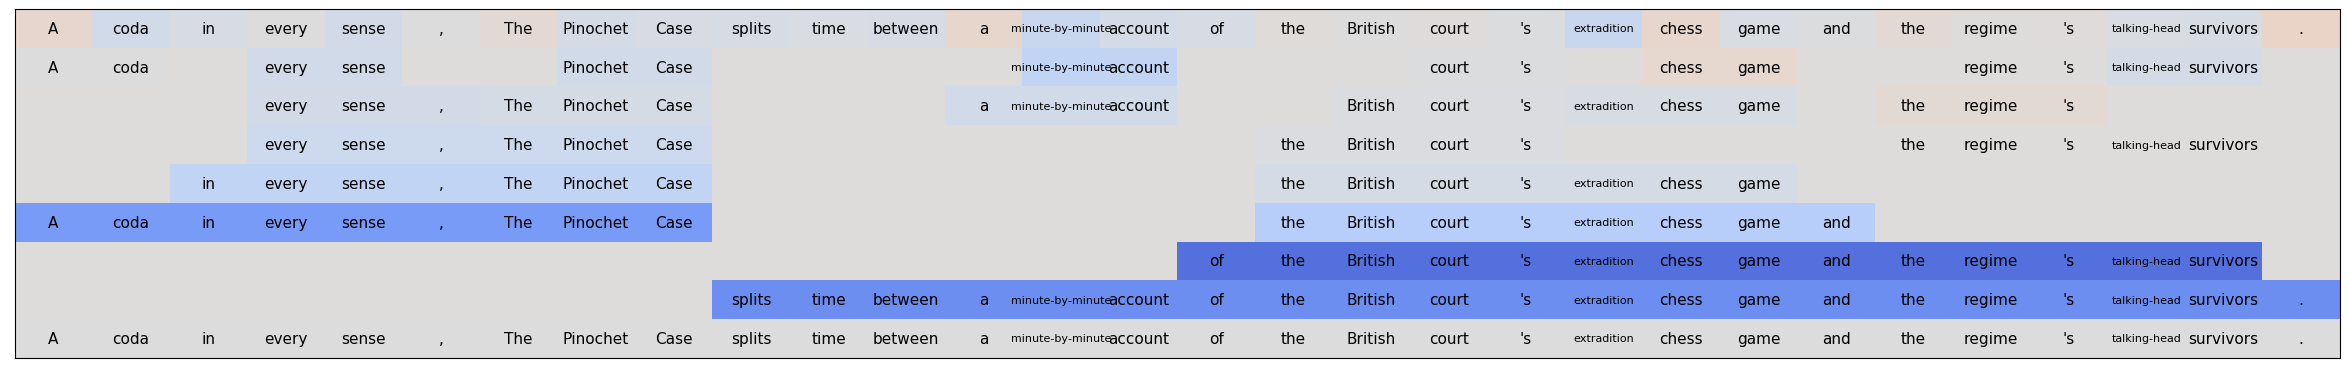 A coda in every sense , The Pinochet Case splits time between a minute-by-minute account of the British court 's extradition chess game and the regime 's talking-head survivors .
A coda every sense Pinochet Case minute-by-minute account court 's chess game regime 's talking-head survivors
every sense , The Pinochet Case a minute-by-minute account British court 's extradition chess game the regime 's
every sense , The Pinochet Case the British court 's the regime 's talking-head survivors
in every sense , The Pinochet Case the British court 's extradition chess game
A coda in every sense , The Pinochet Case the British court 's extradition chess game and
of the British court 's extradition chess game and the regime 's talking-head survivors
splits time between a minute-by-minute account of the British court 's extradition chess game and the regime 's talking-head survivors .
A coda in every sense , The Pinochet Case splits time between a minute-by-minute account of the British court 's extradition chess game and the regime 's talking-head survivors .